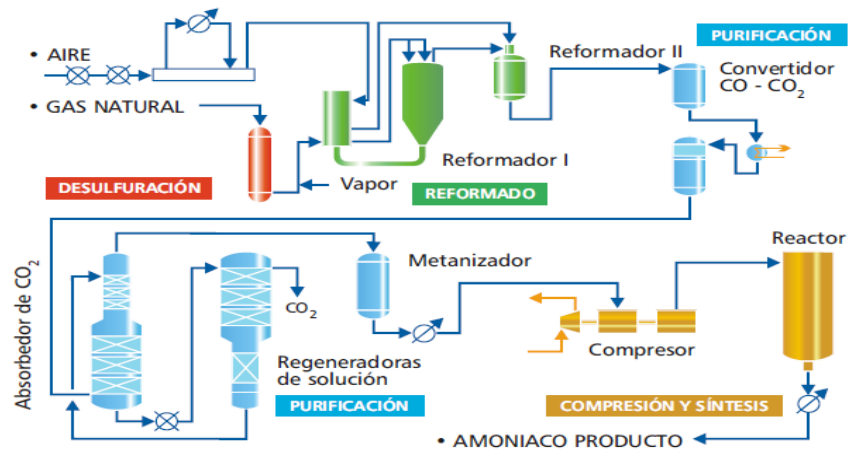 • AIRE
• GAS NATURAL
DESULFURACIÓN
Vapor
Reformador I
REFORMADO
Reformador II
PURIFICACIÓN
Convertidor
CO - CO₂
Absorbedor de CO₂
CO₂
Regeneradoras
de solución
PURIFICACIÓN
Metanizador
Compresor
Reactor
COMPRESIÓN Y SÍNTESIS
• AMONIACO PRODUCTO